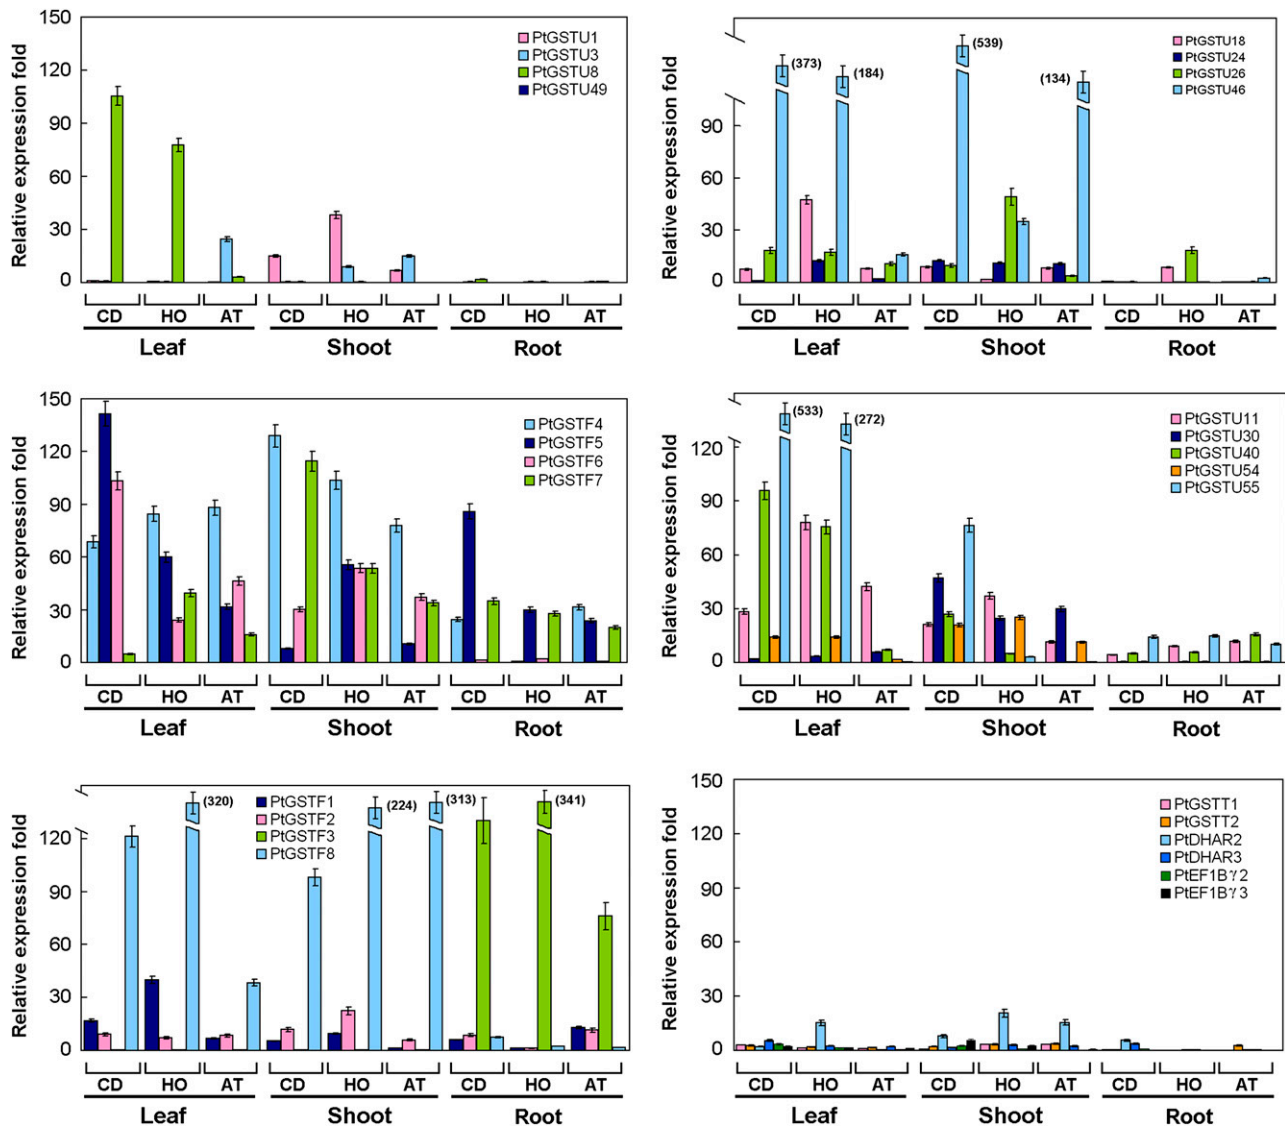 Relative expression fold
150
120
90
60
30
0
PtGSTU1
PtGSTU3
PtGSTU8
PtGSTU49
CD HO AT CD HO AT CD HO AT
Leaf Shoot Root
Relative expression fold
90
60
30
0
(373)
(184)
(539)
(134)
PtGSTU18
PtGSTU24
PtGSTU26
PtGSTU46
CD HO AT CD HO AT CD HO AT
Leaf Shoot Root
Relative expression fold
150
120
90
60
30
0
PtGSTF4
PtGSTF5
PtGSTF6
PtGSTF7
CD HO AT CD HO AT CD HO AT
Leaf Shoot Root
Relative expression fold
120
90
60
30
0
(533)
(272)
PtGSTU11
PtGSTU30
PtGSTU40
PtGSTU54
PtGSTU55
CD HO AT CD HO AT CD HO AT
Leaf Shoot Root
Relative expression fold
120
90
60
30
0
(320)
(224)
(313)
(341)
PtGSTF1
PtGSTF2
PtGSTF3
PtGSTF8
CD HO AT CD HO AT CD HO AT
Leaf Shoot Root
Relative expression fold
150
120
90
60
30
0
PtGSTT1
PtGSTT2
PtDHAR2
PtDHAR3
PtEF1Bγ2
PtEF1Bγ3
CD HO AT CD HO AT CD HO AT
Leaf Shoot Root